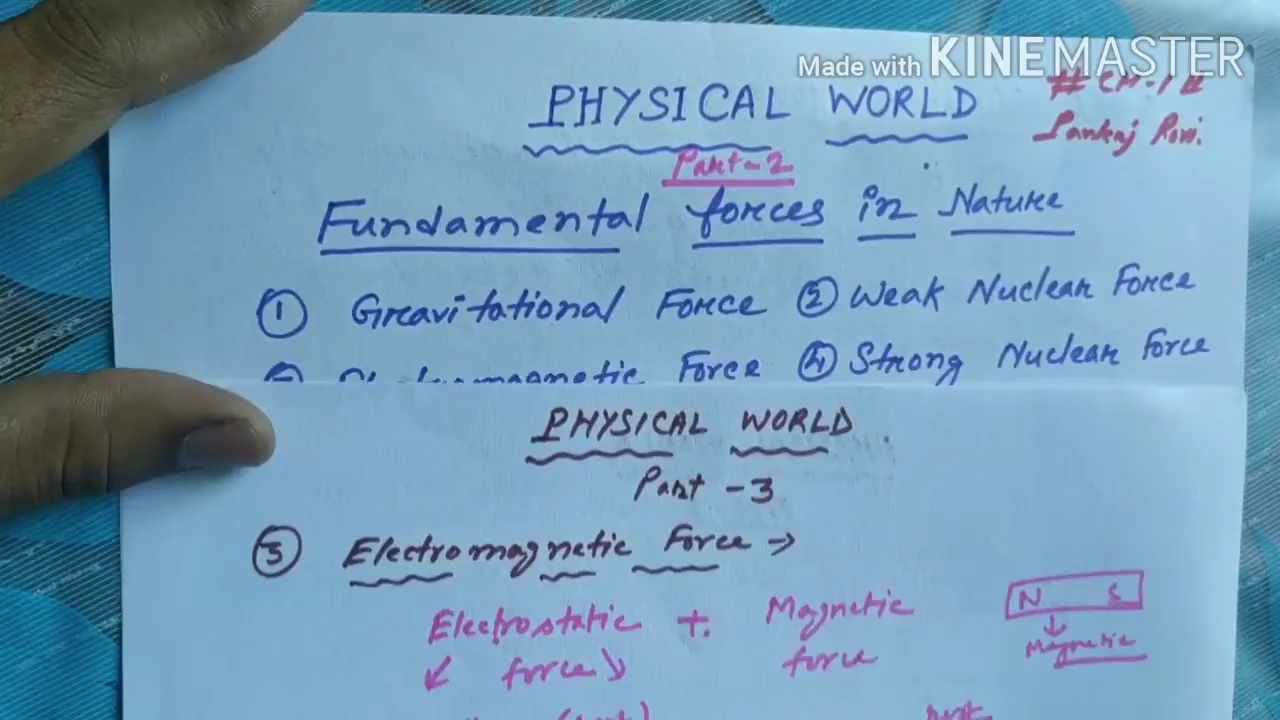 Made with KINEMASTER
PHYSICAL WORLD
# CH-1 #
Pankaj
Part-2
Fundamental forces in Nature
① Gravitational Force ② Weak Nuclear Force
Force ④ Strong Nuclear Force
PHYSICAL WORLD
Part -3
③ Electromagnetic Force →
Electrostatic + Magnetic
force force
N S
Magnetic